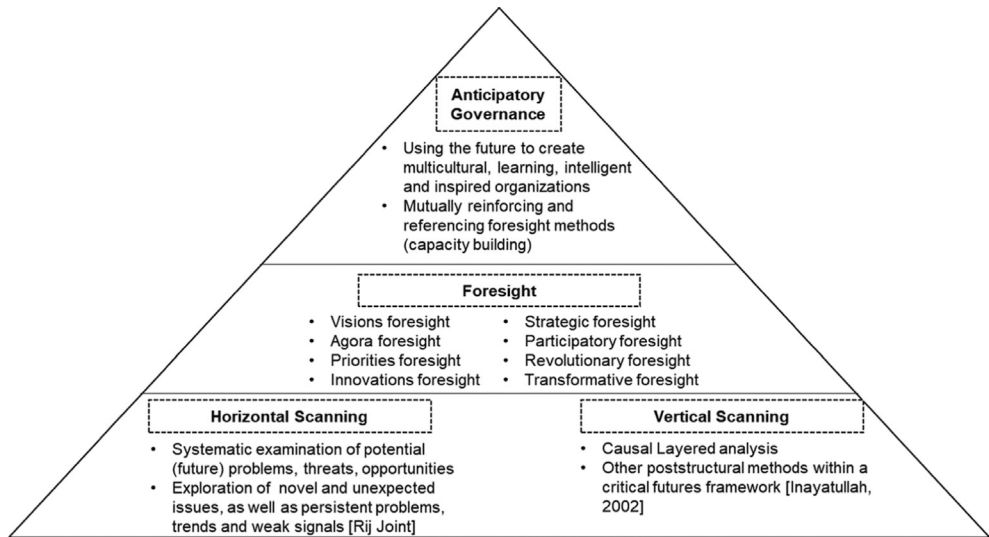 Anticipatory
Governance
• Using the future to create
multicultural, learning, intelligent
and inspired organizations
• Mutually reinforcing and
referencing foresight methods
(capacity building)
Foresight
• Visions foresight
• Agora foresight
• Priorities foresight
• Innovations foresight
• Strategic foresight
• Participatory foresight
• Revolutionary foresight
• Transformative foresight
Horizontal Scanning
• Systematic examination of potential
(future) problems, threats, opportunities
• Exploration of novel and unexpected
issues, as well as persistent problems,
trends and weak signals [Rij Joint]
Vertical Scanning
• Causal Layered analysis
• Other poststructural methods within a
critical futures framework [Inayatullah,
2002]